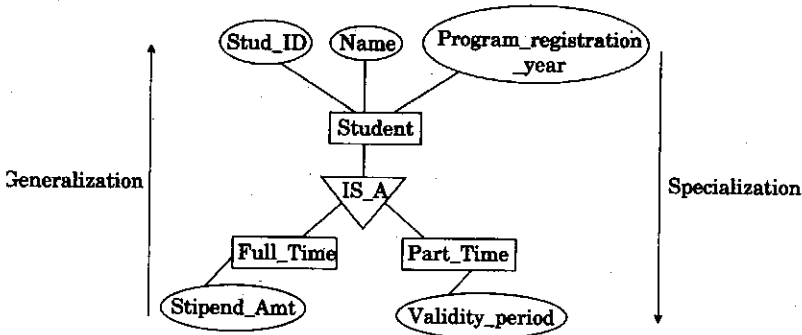 Stud_ID
Name
Program_registration
_year
Student
Generalization
IS_A
Specialization
Full_Time
Part_Time
Stipend_Amt
Validity_period